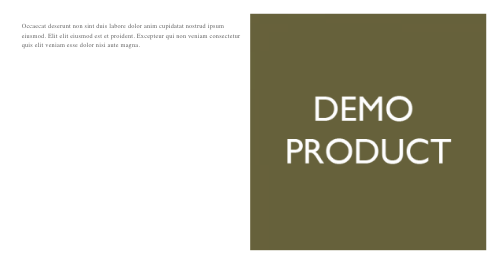 Occaecat deserunt non sint duis labore dolor anim cupidatat nostrud ipsum
eiusmod. Elit elit eiusmod est et proident. Excepteur qui non veniam consectetur
quis elit veniam esse dolor nisi aute magna.
DEMO
PRODUCT